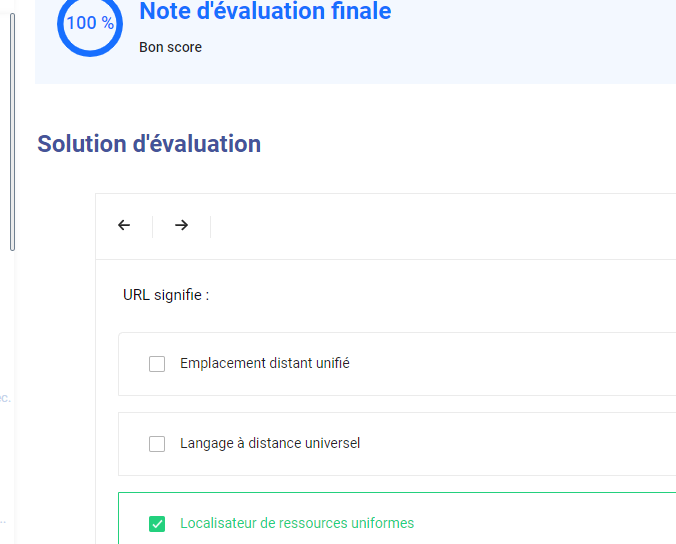 100 %
Note d'évaluation finale
Bon score
Solution d'évaluation
URL signifie :
Emplacement distant unifié
ec.
Langage à distance universel
..
Localisateur de ressources uniformes